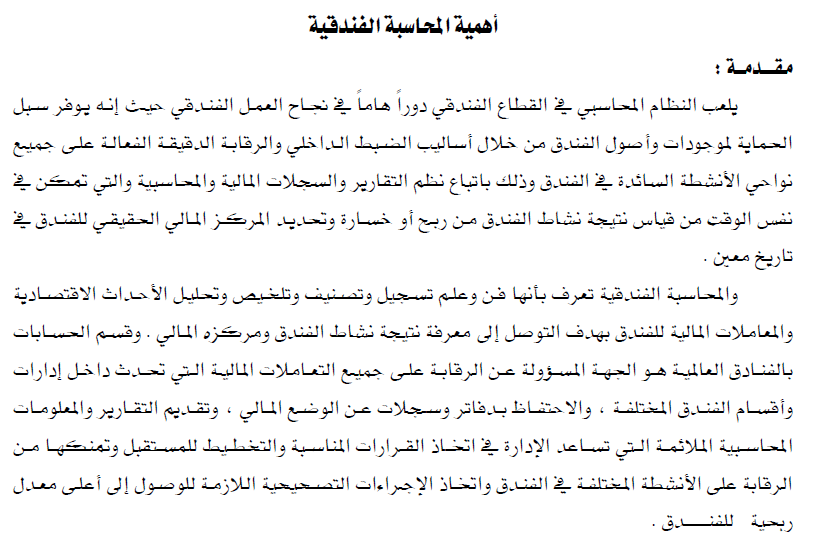 أهمية المحاسبة الفندقية
مقدمة :
يلعب النظام المحاسبي في القطاع الفندقي دوراً هاماً في نجاح العمل الفندقي حيث إنه يوفر سبل
الحماية لموجودات وأصول الفندق من خلال أساليب الضبط الداخلي والرقابة الدقيقة الفعالة على جميع
نواحي الأنشطة السائدة في الفندق وذلك باتباع نظم التقارير والسجلات المالية والمحاسبية والتي تمكن في
نفس الوقت من قياس نتيجة نشاط الفندق من ربح أو خسارة وتحديد المركز المالي الحقيقي للفندق في
تاريخ معين .
والمحاسبة الفندقية تعرف بأنها فن وعلم تسجيل وتصنيف وتلخيص وتحليل الأحداث الاقتصادية
والمعاملات المالية للفندق بهدف التوصل إلى معرفة نتيجة نشاط الفندق ومركزه المالي . وقسم الحسابات
بالفنادق العالمية هو الجهة المسؤولة عن الرقابة على جميع التعاملات المالية التي تحدث داخل إدارات
وأقسام الفندق المختلفة ، والاحتفاظ بدفاتر وسجلات عن الوضع المالي ، وتقديم التقارير والمعلومات
المحاسبية الملائمة التي تساعد الإدارة في اتخاذ القرارات المناسبة والتخطيط للمستقبل وتمنكها من
الرقابة على الأنشطة المختلفة في الفندق واتخاذ الإجراءات التصحيحية اللازمة للوصول إلى أعلى معدل
ربحية للفندق .